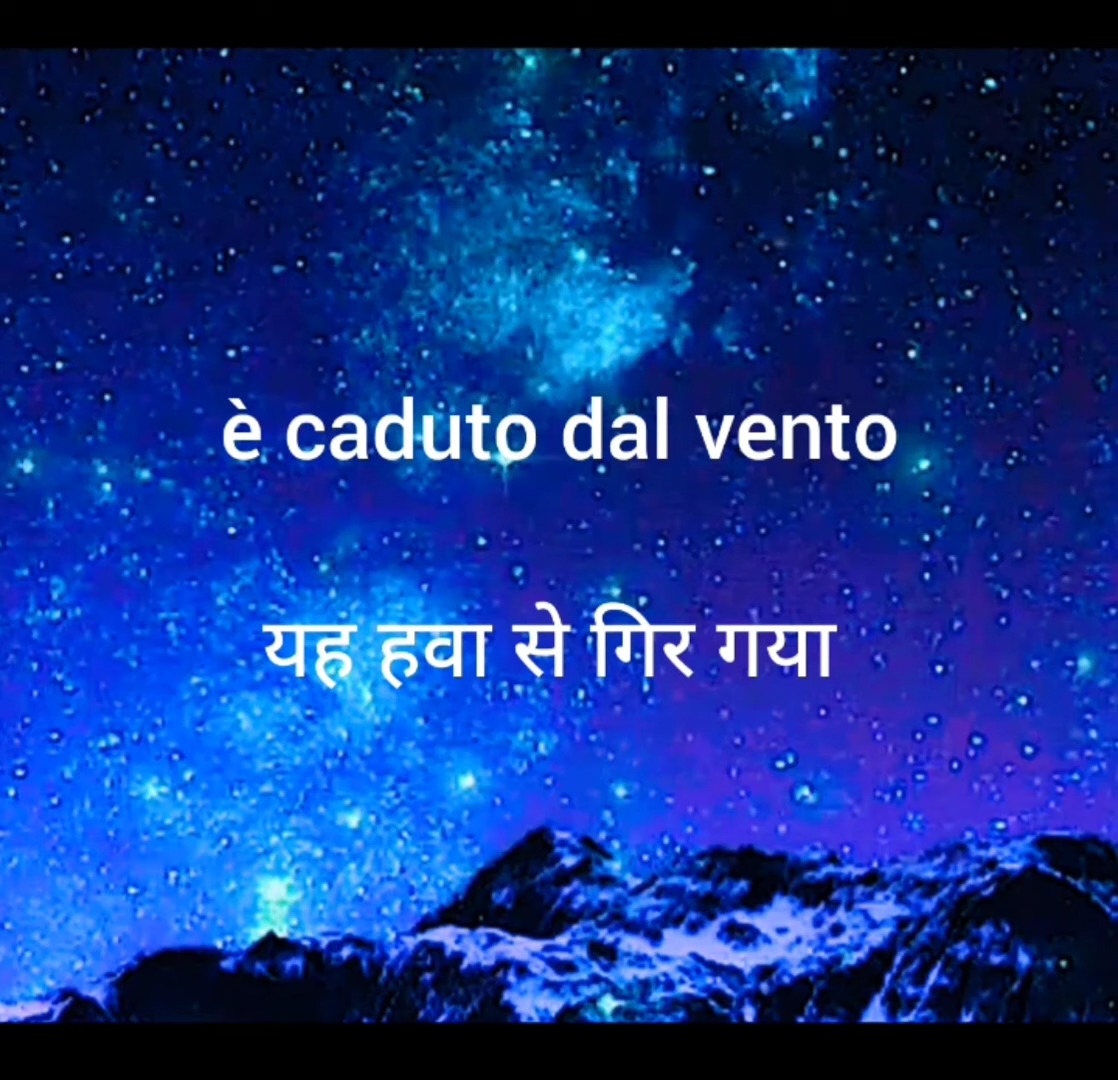 è caduto dal vento
यह हवा से गिर गया